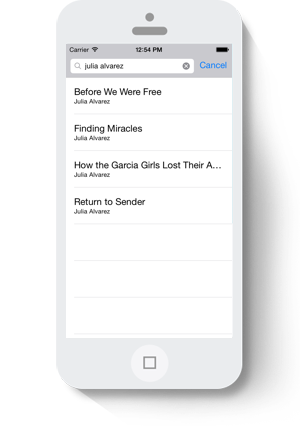 Carrier 12:54 PM
julia alvarez Cancel
Before We Were Free
Julia Alvarez
Finding Miracles
Julia Alvarez
How the Garcia Girls Lost Their A…
Julia Alvarez
Return to Sender
Julia Alvarez